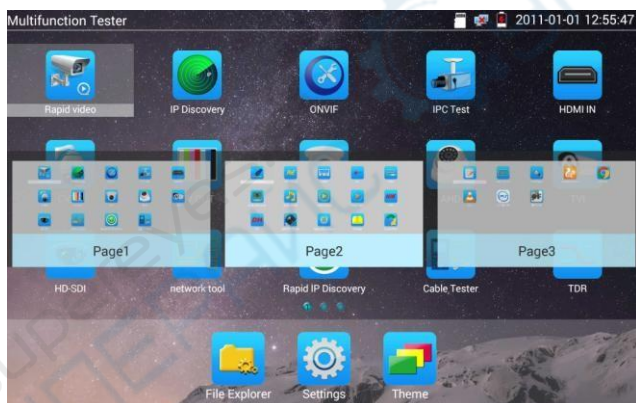 Multifunction Tester 2011-01-01 12:55:47
Rapid video IP Discovery ONVIF IPC Test HDMI IN
Page1 Page2 Page3
HD-SDI network tool Rapid IP Discovery Cable Tester TDR
File Explorer Settings Theme